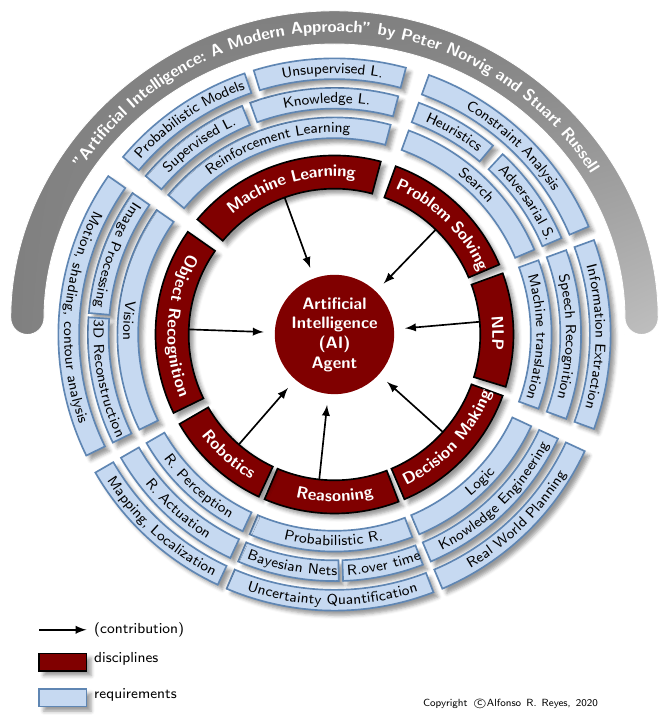 "Artificial Intelligence: A Modern Approach" by Peter Norvig and Stuart Russell
Unsupervised L.
Probabilistic Models
Knowledge L.
Supervised L.
Reinforcement Learning
Machine Learning
Constraint Analysis
Heuristics
Adversarial S.
Search
Problem Solving
Information Extraction
Speech Recognition
Machine translation
NLP
Motion, shading, contour analysis
Image Processing
3D Reconstruction
Vision
Object Recognition
Artificial
Intelligence
(AI)
Agent
Decision Making
Logic
Knowledge Engineering
Real World Planning
Reasoning
Probabilistic R.
Bayesian Nets
R.over time
Uncertainty Quantification
Robotics
R. Perception
R. Actuation
Mapping, Localization
(contribution)
disciplines
requirements
Copyright ©Alfonso R. Reyes, 2020